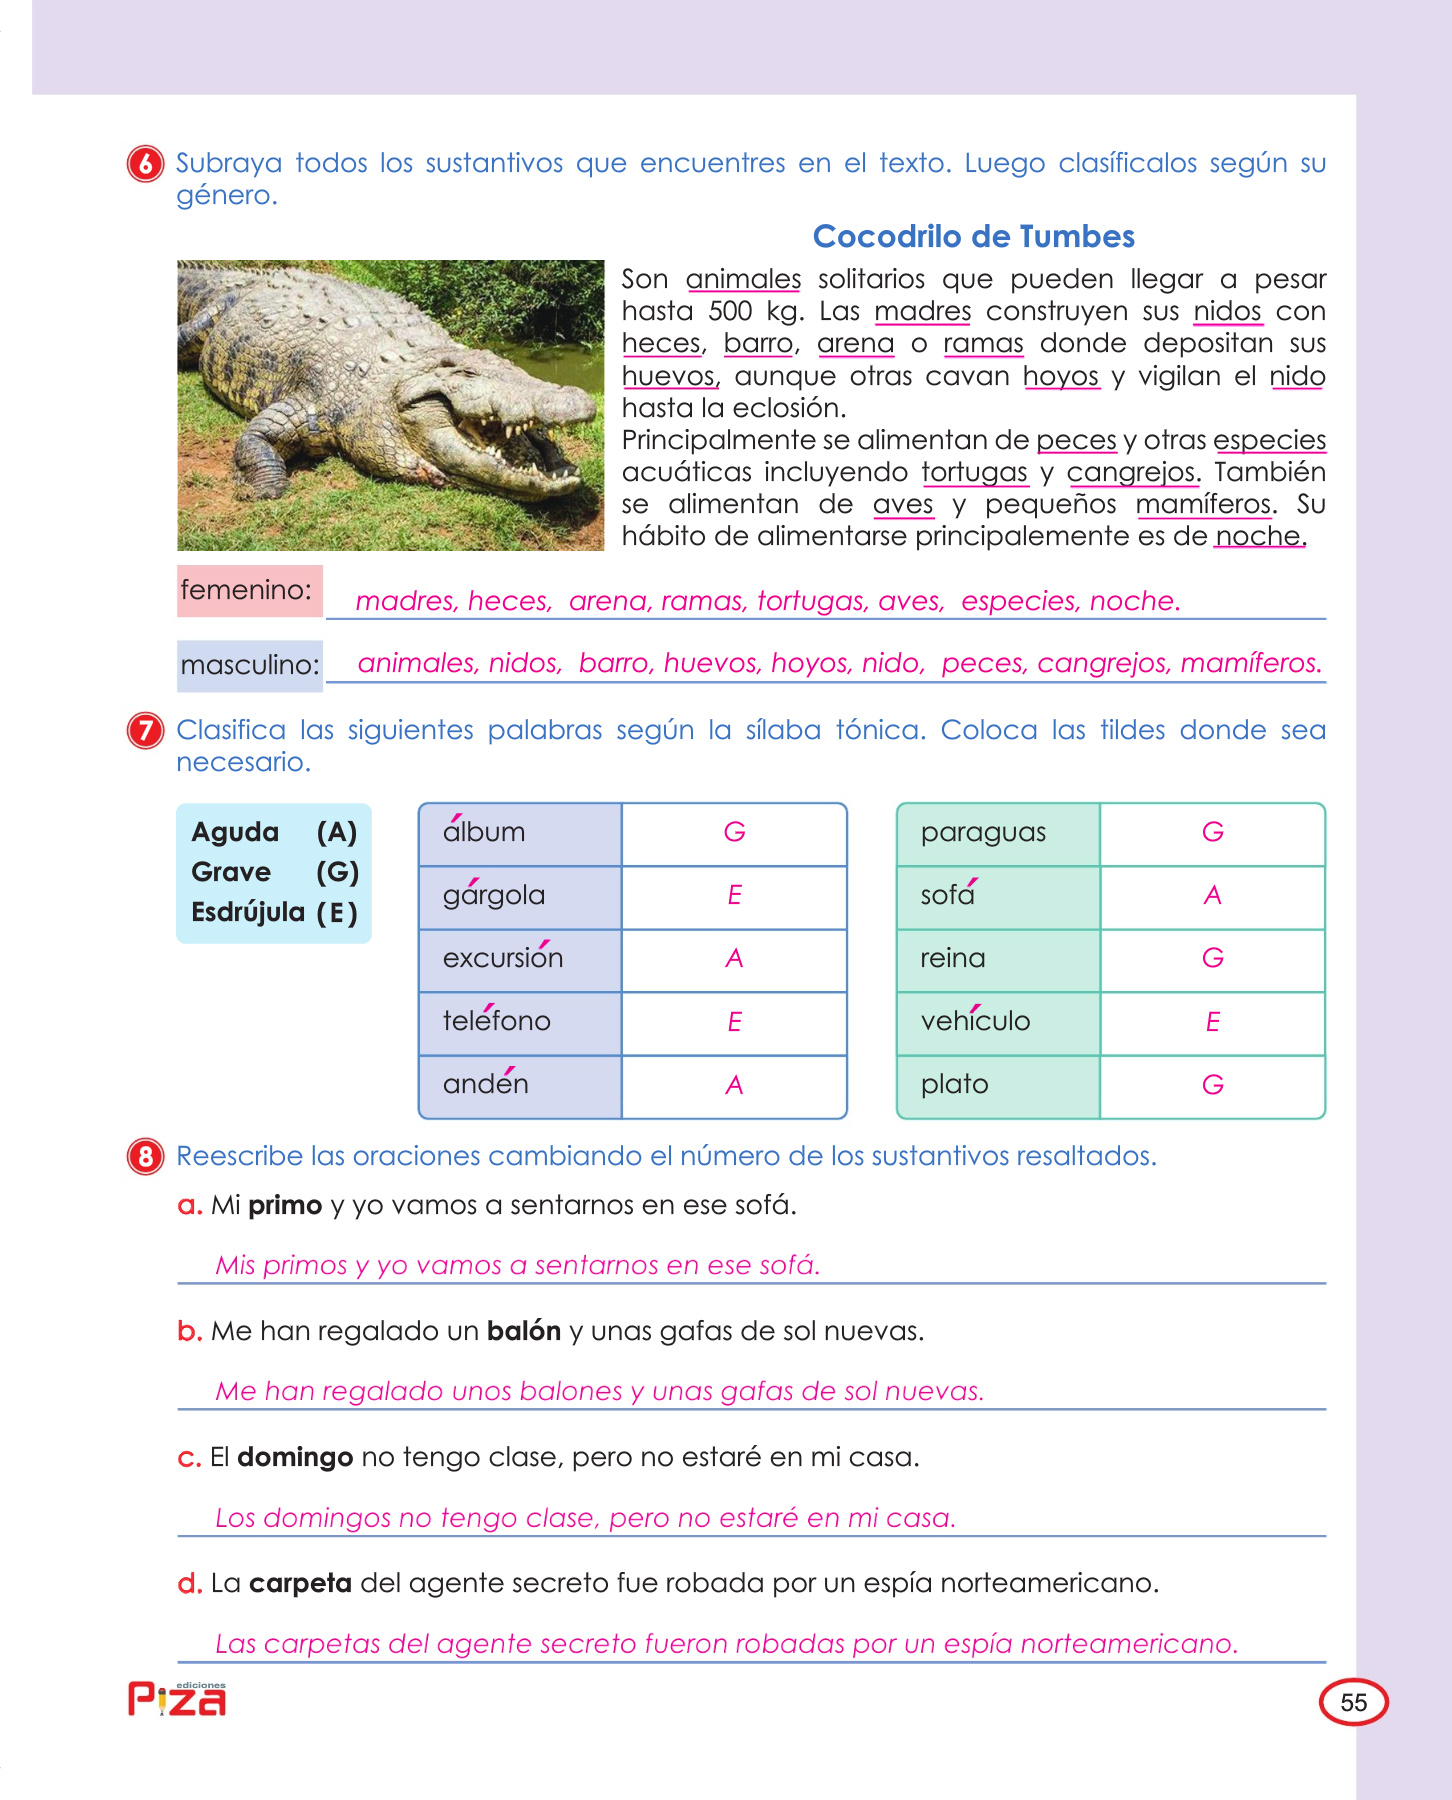 6 Subraya todos los sustantivos que encuentres en el texto. Luego clasifícalos según su
género.
Cocodrilo de Tumbes
Son animales solitarios que pueden llegar a pesar
hasta 500 kg. Las madres construyen sus nidos con
heces, barro, arena o ramas donde depositan sus
huevos, aunque otras cavan hoyos y vigilan el nido
hasta la eclosión.
Principalmente se alimentan de peces y otras especies
acuáticas incluyendo tortugas y cangrejos. También
se alimentan de aves y pequeños mamíferos. Su
hábito de alimentarse principalemente es de noche.
femenino: madres, heces, arena, ramas, tortugas, aves, especies, noche.
masculino: animales, nidos, barro, huevos, hoyos, nido, peces, cangrejos, mamíferos.
7 Clasifica las siguientes palabras según la sílaba tónica. Coloca las tildes donde sea
necesario.
Aguda (A)
Grave (G)
Esdrújula (E)
álbum G
gárgola E
excursión A
teléfono E
andén A
paraguas G
sofá A
reina G
vehículo E
plato G
8 Reescribe las oraciones cambiando el número de los sustantivos resaltados.
a. Mi primo y yo vamos a sentarnos en ese sofá.
Mis primos y yo vamos a sentarnos en ese sofá.
b. Me han regalado un balón y unas gafas de sol nuevas.
Me han regalado unos balones y unas gafas de sol nuevas.
c. El domingo no tengo clase, pero no estaré en mi casa.
Los domingos no tengo clase, pero no estaré en mi casa.
d. La carpeta del agente secreto fue robada por un espía norteamericano.
Las carpetas del agente secreto fueron robadas por un espía norteamericano.
ediciones
Piza
55